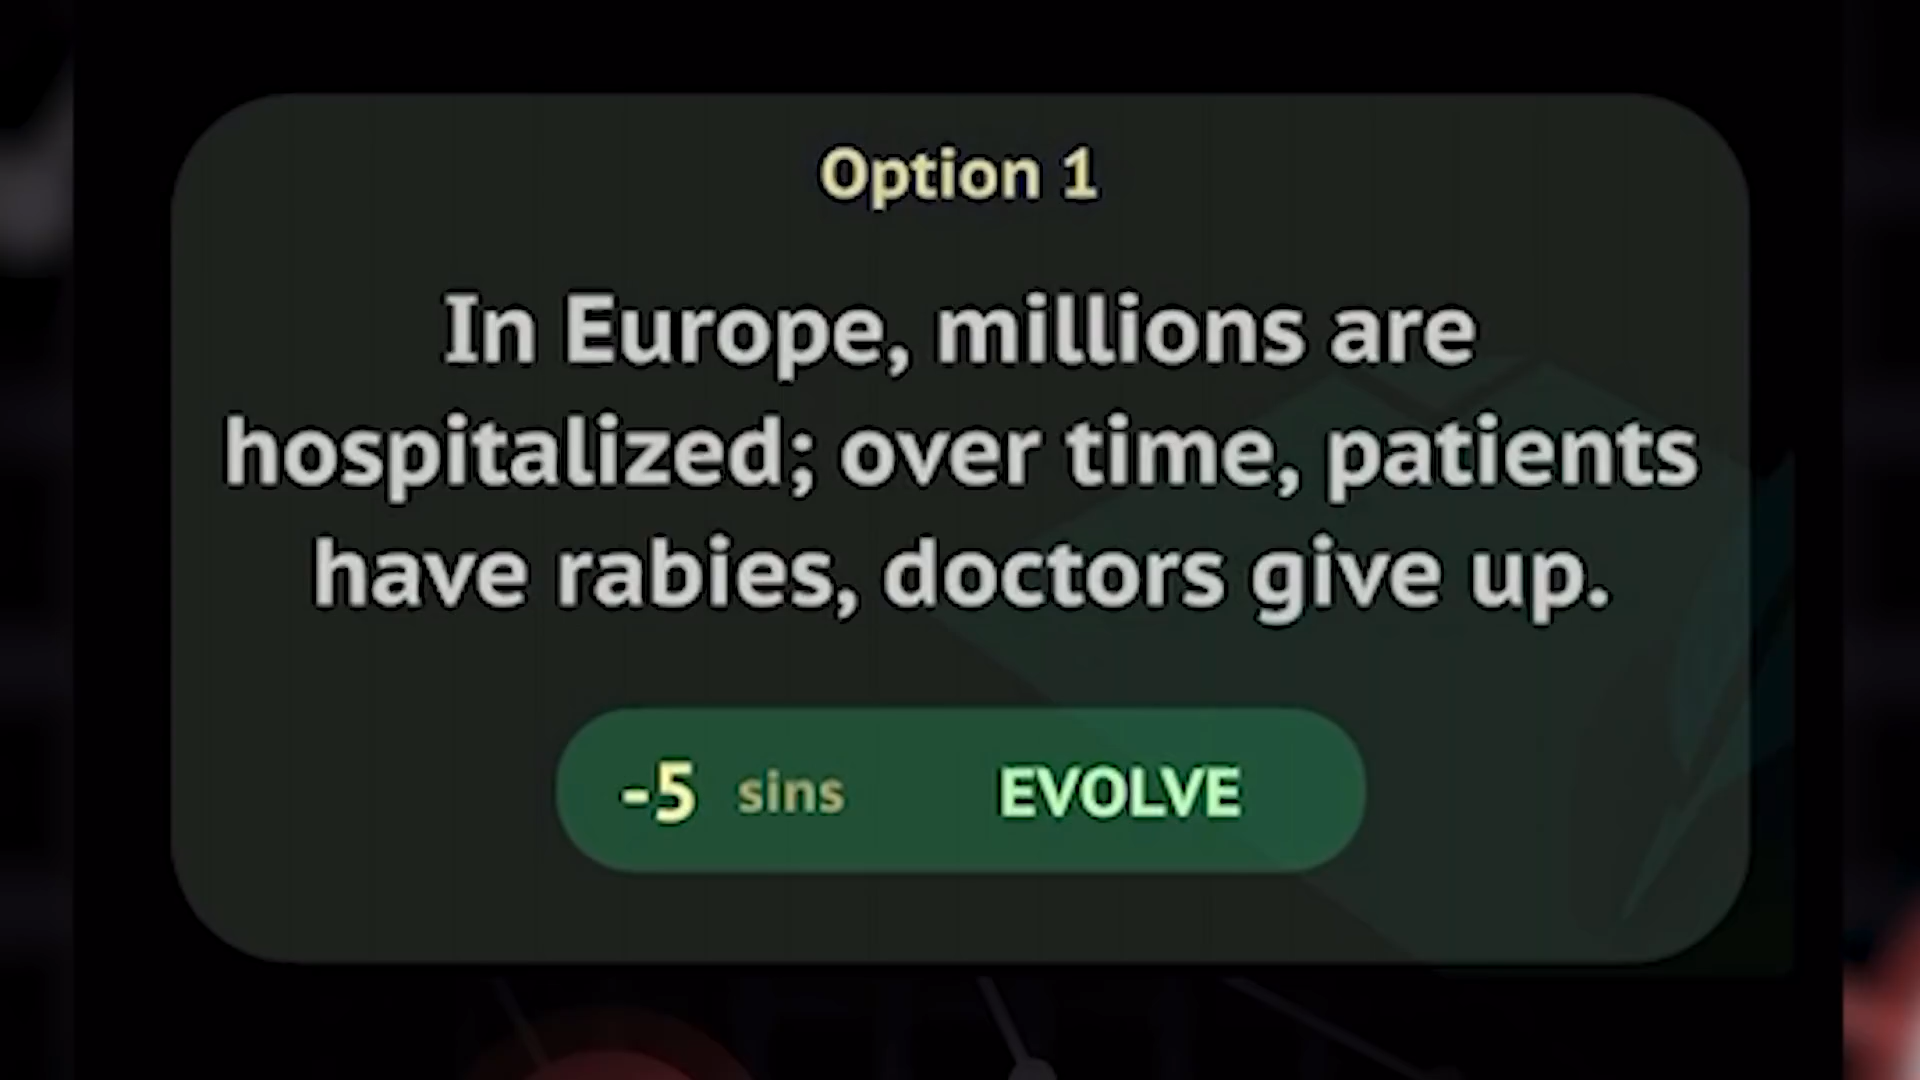 Option 1
In Europe, millions are
hospitalized; over time, patients
have rabies, doctors give up.
-5 sins EVOLVE